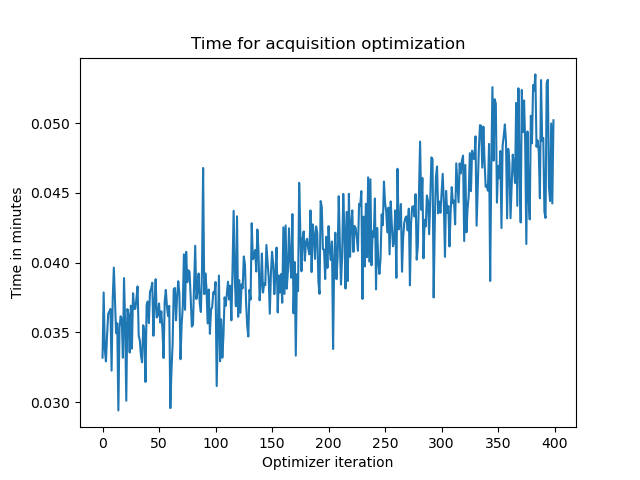 Time for acquisition optimization
Time in minutes
0.050
0.045
0.040
0.035
0.030
0 50 100 150 200 250 300 350 400
Optimizer iteration